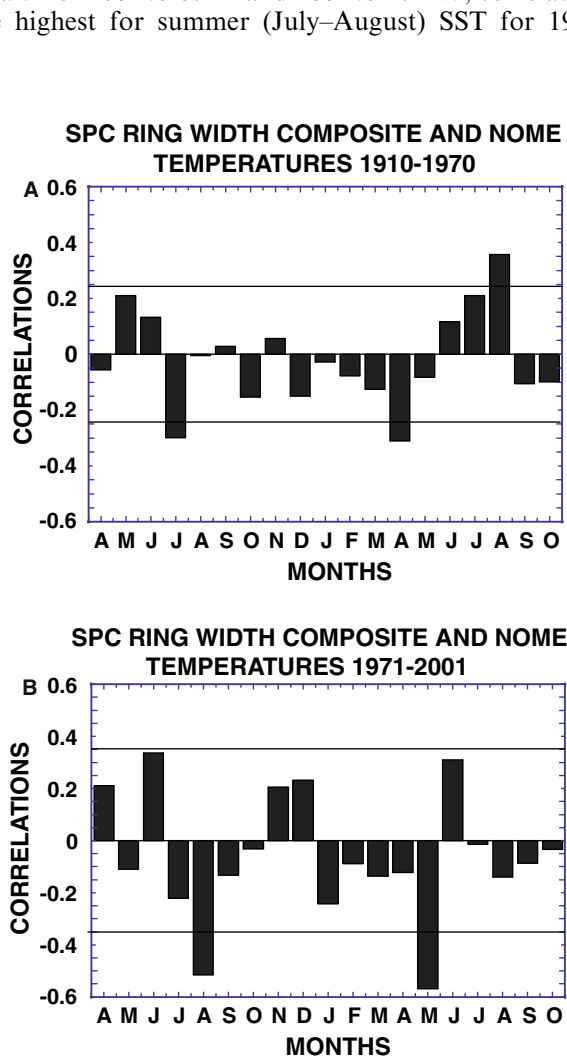 highest for summer (July–August) SST for 19
SPC RING WIDTH COMPOSITE AND NOME
TEMPERATURES 1910-1970
A
0.6
0.4
0.2
0
-0.2
-0.4
-0.6
CORRELATIONS
A M J J A S O N D J F M A M J J A S O
MONTHS
SPC RING WIDTH COMPOSITE AND NOME
TEMPERATURES 1971-2001
B
0.6
0.4
0.2
0
-0.2
-0.4
-0.6
CORRELATIONS
A M J J A S O N D J F M A M J J A S O
MONTHS